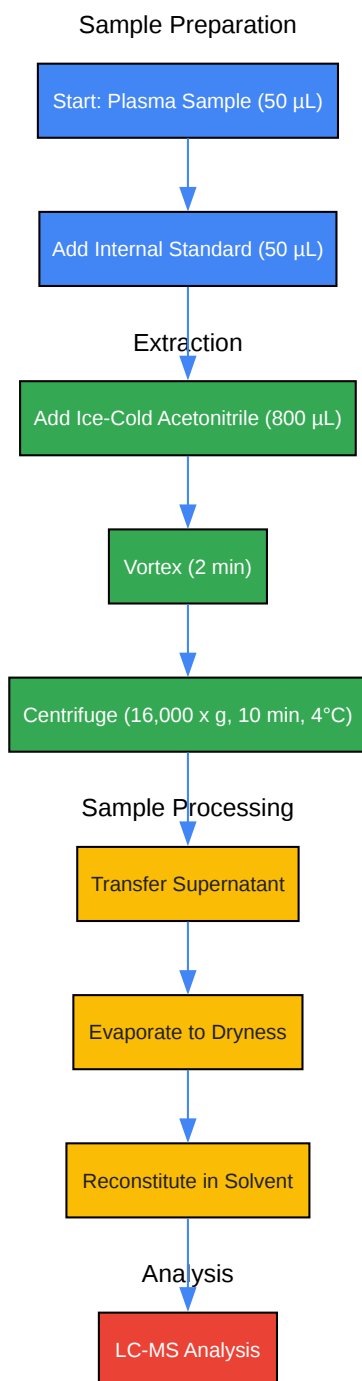 Sample Preparation
Start: Plasma Sample (50 µL)
Add Internal Standard (50 µL)
Extraction
Add Ice-Cold Acetonitrile (800 µL)
Vortex (2 min)
Centrifuge (16,000 x g, 10 min, 4°C)
Sample Processing
Transfer Supernatant
Evaporate to Dryness
Reconstitute in Solvent
Analysis
LC-MS Analysis